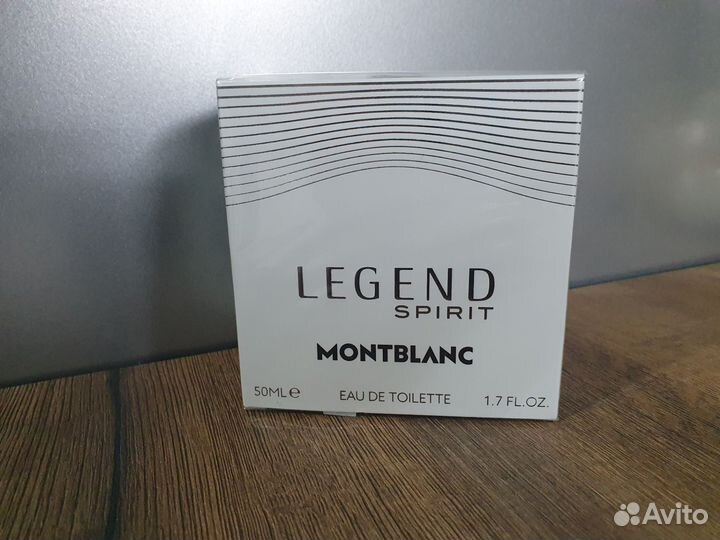 LEGEND
SPIRIT
MONTBLANC
50ML℮ EAU DE TOILETTE 1.7 FL.OZ.
Avito